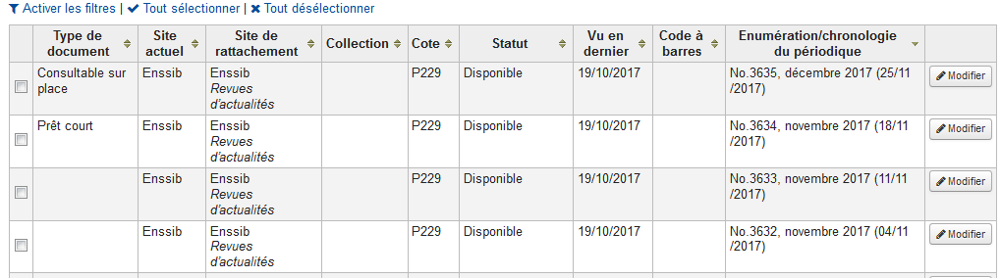 Activer les filtres | Tout sélectionner | Tout désélectionner
Type de document Site actuel Site de rattachement Collection Cote Statut Vu en dernier Code à barres Enumération/chronologie du périodique
Consultable sur place Enssib Enssib Revues d'actualités P229 Disponible 19/10/2017 No.3635, décembre 2017 (25/11/2017) Modifier
Prêt court Enssib Enssib Revues d'actualités P229 Disponible 19/10/2017 No.3634, novembre 2017 (18/11/2017) Modifier
Enssib Enssib Revues d'actualités P229 Disponible 19/10/2017 No.3633, novembre 2017 (11/11/2017) Modifier
Enssib Enssib Revues d'actualités P229 Disponible 19/10/2017 No.3632, novembre 2017 (04/11/2017) Modifier